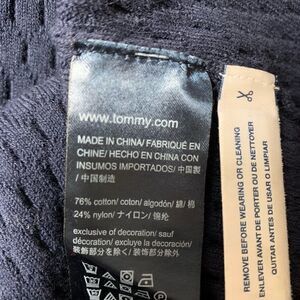 www.tommy.com
MADE IN CHINA/ FABRIQUÉ EN
CHINE/ HECHO EN CHINA CON
INSUMOS IMPORTADOS/ 中国製
/ 中国制造
76% cotton/ coton/ algodón/ 綿/ 棉
24% nylon/ ナイロン/ 锦纶
exclusive of decoration/ sauf
décoration/ excluye la decoración/
装飾部分を除く/ 装饰部分除外
REMOVE BEFORE WEARING OR CLEANING
ENLEVER AVANT DE PORTER OU DE NETTOYER
QUITAR ANTES DE USAR O LIMPIAR